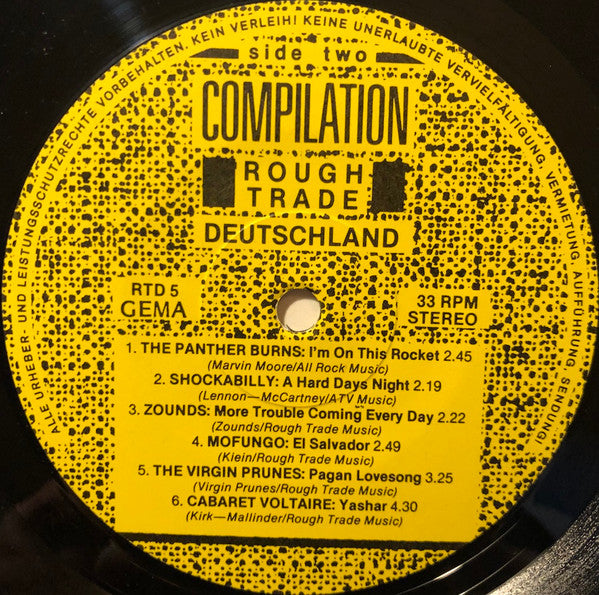 ALLE URHEBER- UND LEISTUNGSSCHUTZRECHTE VORBEHALTEN. KEIN VERLEIH! KEINE UNERLAUBTE VERVIELFÄLTIGUNG, VERMIETUNG, AUFFÜHRUNG, SENDUNG!
side two
COMPILATION
ROUGH
TRADE
DEUTSCHLAND
RTD 5
GEMA
33 RPM
STEREO
1. THE PANTHER BURNS: I'm On This Rocket 2.45
(Marvin Moore/All Rock Music)
2. SHOCKABILLY: A Hard Days Night 2.19
(Lennon—McCartney/ATV Music)
3. ZOUNDS: More Trouble Coming Every Day 2.22
(Zounds/Rough Trade Music)
4. MOFUNGO: El Salvador 2.49
(Klein/Rough Trade Music)
5. THE VIRGIN PRUNES: Pagan Lovesong 3.25
(Virgin Prunes/Rough Trade Music)
6. CABARET VOLTAIRE: Yashar 4.30
(Kirk—Mallinder/Rough Trade Music)